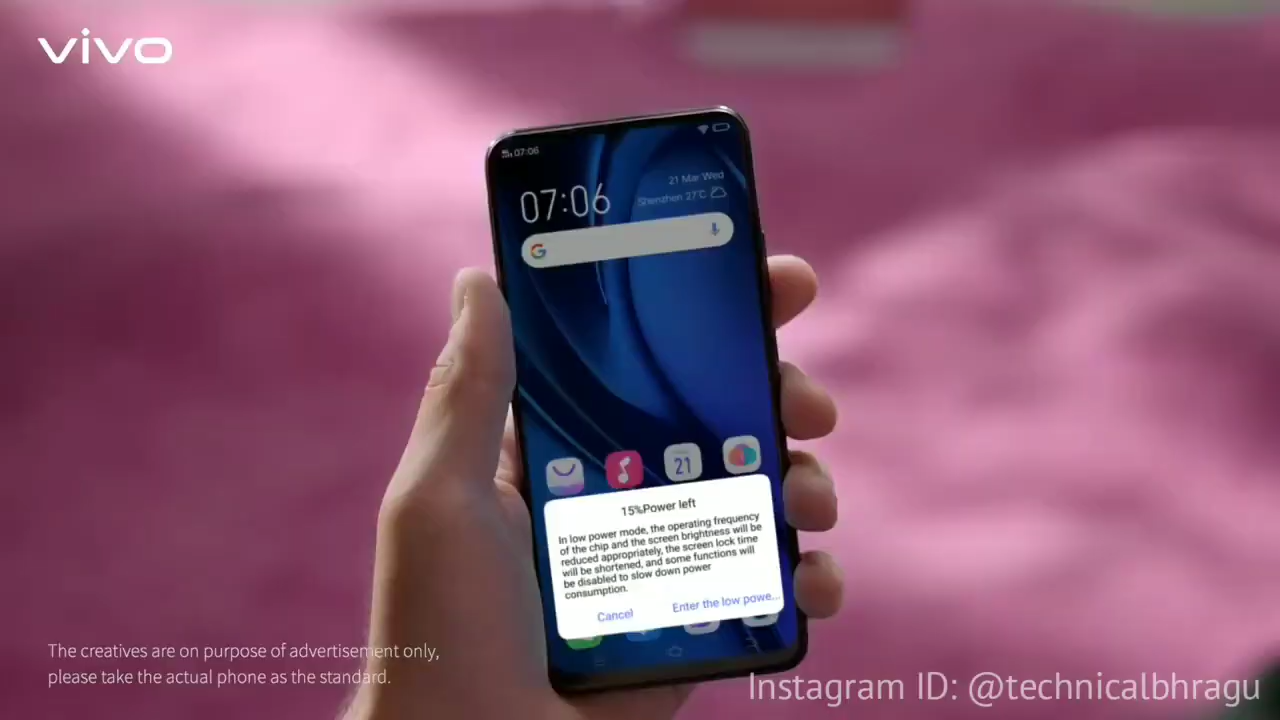 vivo
07:06
07:06
21 Mar Wed
Shenzhen 27°C
G
21
15%Power left
In low power mode, the operating frequency
of the chip and the screen brightness will be
reduced appropriately, the screen lock time
will be shortened, and some functions will
be disabled to slow down power
consumption.
Cancel
Enter the low powe...
The creatives are on purpose of advertisement only,
please take the actual phone as the standard.
Instagram ID: @technicalbhragu